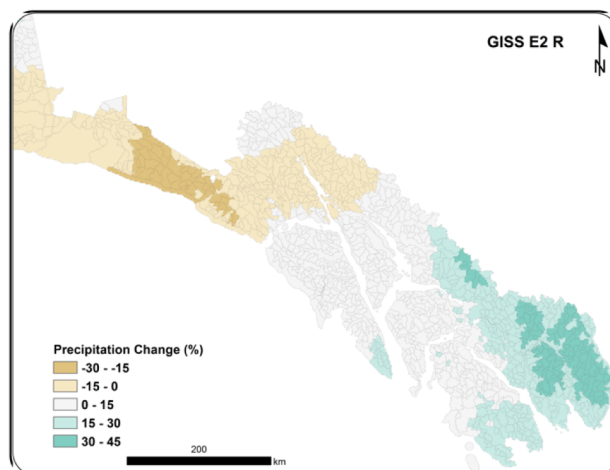 GISS E2 R
N
Precipitation Change (%)
-30 - -15
-15 - 0
0 - 15
15 - 30
30 - 45
200
km